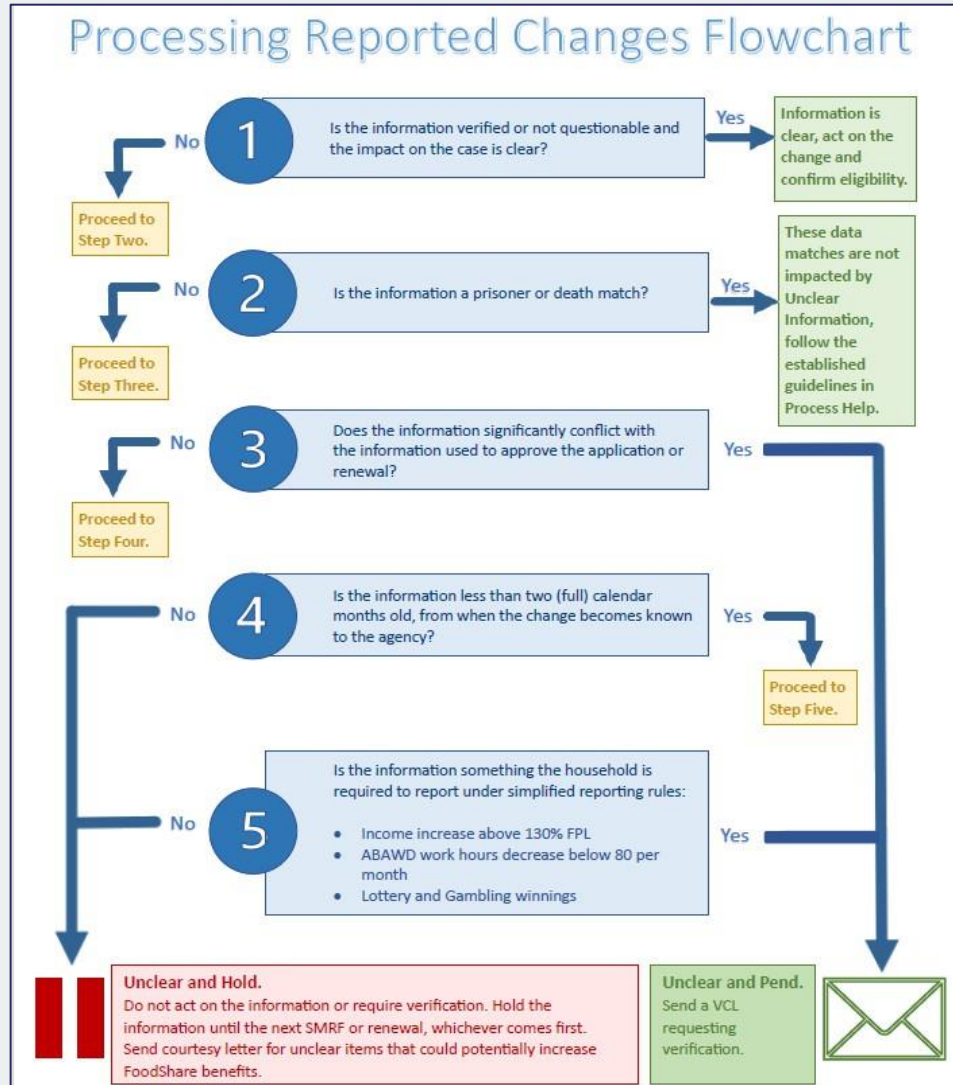 Processing Reported Changes Flowchart
No
1
Is the information verified or not questionable and
the impact on the case is clear?
Yes
Information is
clear, act on the
change and
confirm eligibility.
Proceed to
Step Two.
No
2
Is the information a prisoner or death match?
Yes
These data
matches are not
impacted by
Unclear
Information,
follow the
established
guidelines in
Process Help.
Proceed to
Step Three.
No
3
Does the information significantly conflict with
the information used to approve the application or
renewal?
Yes
Proceed to
Step Four.
No
4
Is the information less than two (full) calendar
months old, from when the change becomes known
to the agency?
Yes
Proceed to
Step Five.
No
5
Is the information something the household is
required to report under simplified reporting rules:
● Income increase above 130% FPL
● ABAWD work hours decrease below 80 per
month
● Lottery and Gambling winnings
Yes
Unclear and Hold.
Do not act on the information or require verification. Hold the
information until the next SMRF or renewal, whichever comes first.
Send courtesy letter for unclear items that could potentially increase
FoodShare benefits.
Unclear and Pend.
Send a VCL
requesting
verification.